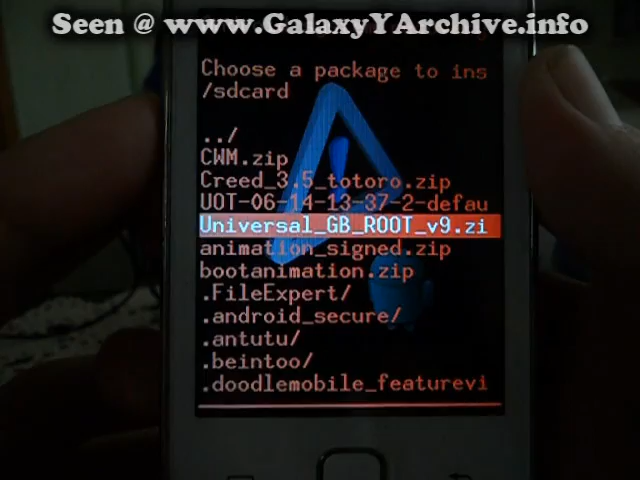 Seen @ www.GalaxyYArchive.info
Choose a package to ins
/sdcard
../
CWM.zip
Creed_3.5_totoro.zip
UOT-06-14-13-37-2-defau
Universal_GB_ROOT_v9.zi
animation_signed.zip
bootanimation.zip
.FileExpert/
.android_secure/
.antutu/
.beintoo/
.doodlemobile_featurevi